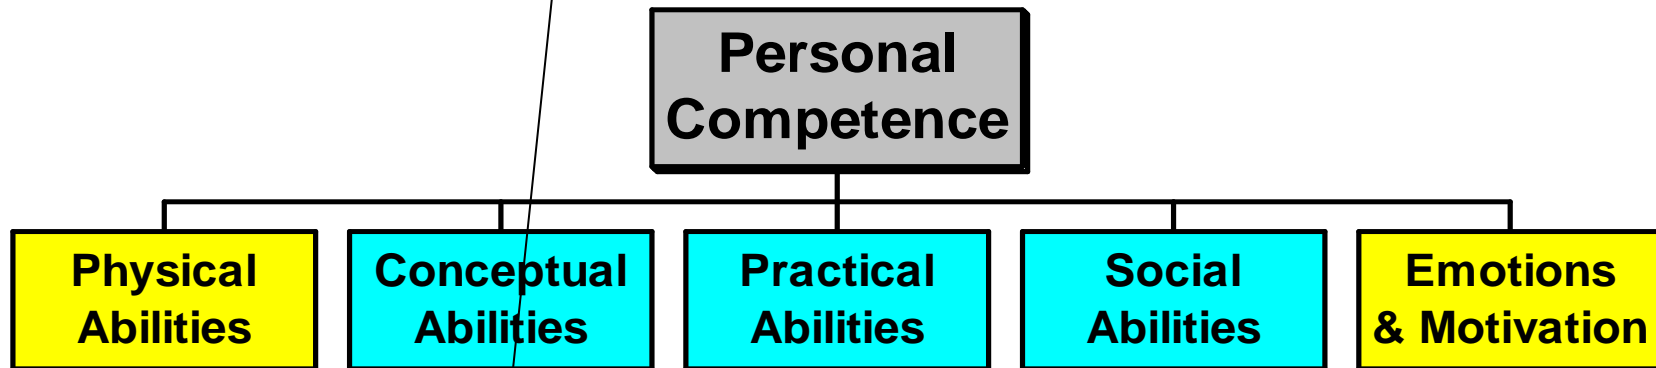 Personal
Competence
Physical
Abilities
Conceptual
Abilities
Practical
Abilities
Social
Abilities
Emotions
& Motivation